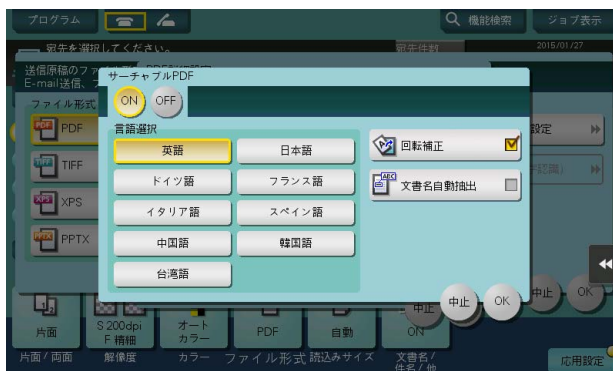 プログラム
機能検索
ジョブ表示
宛先を選択してください。
宛先件数
2015/01/27
送信原稿のファ
E-mail送信、フ
サーチャブルPDF
ON
OFF
ファイル形式
言語選択
PDF
英語
日本語
回転補正
設定
TIFF
ドイツ語
フランス語
ABC
文書名自動抽出
XPS
イタリア語
スペイン語
PPTX
中国語
韓国語
台湾語
中止
OK
中止
OK
中止
片面
S 200dpi
F 精細
オート
カラー
PDF
自動
ON
片面/両面
解像度
カラー
ファイル形式
読込みサイズ
文書名/
件名/他
応用設定